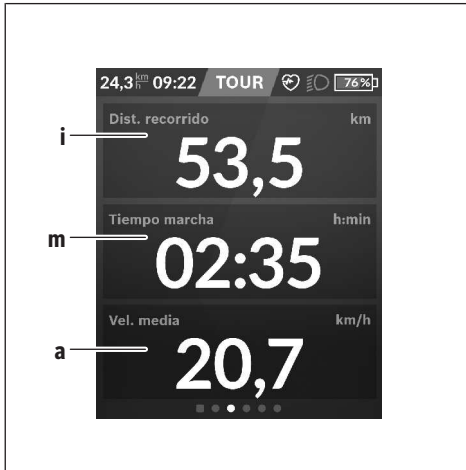 24,3 km/h 09:22 TOUR 76%
Dist. recorrido km
i
53,5
Tiempo marcha h:min
m
02:35
Vel. media km/h
a
20,7